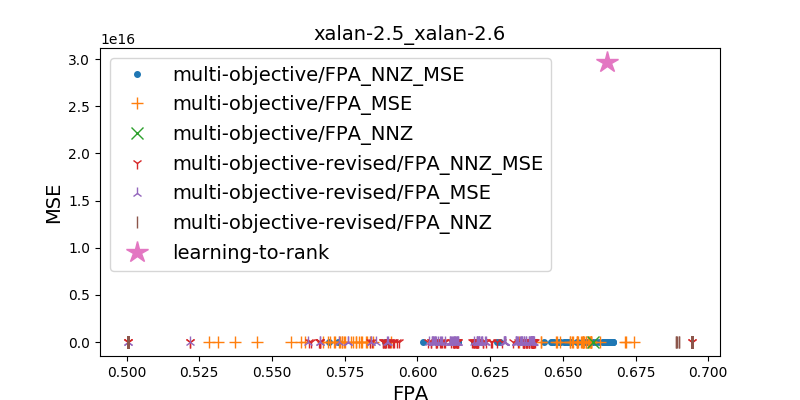 xalan-2.5_xalan-2.6
1e16
3.0
2.5
2.0
1.5
1.0
0.5
0.0
MSE
multi-objective/FPA_NNZ_MSE
multi-objective/FPA_MSE
multi-objective/FPA_NNZ
multi-objective-revised/FPA_NNZ_MSE
multi-objective-revised/FPA_MSE
multi-objective-revised/FPA_NNZ
learning-to-rank
0.500 0.525 0.550 0.575 0.600 0.625 0.650 0.675 0.700
FPA